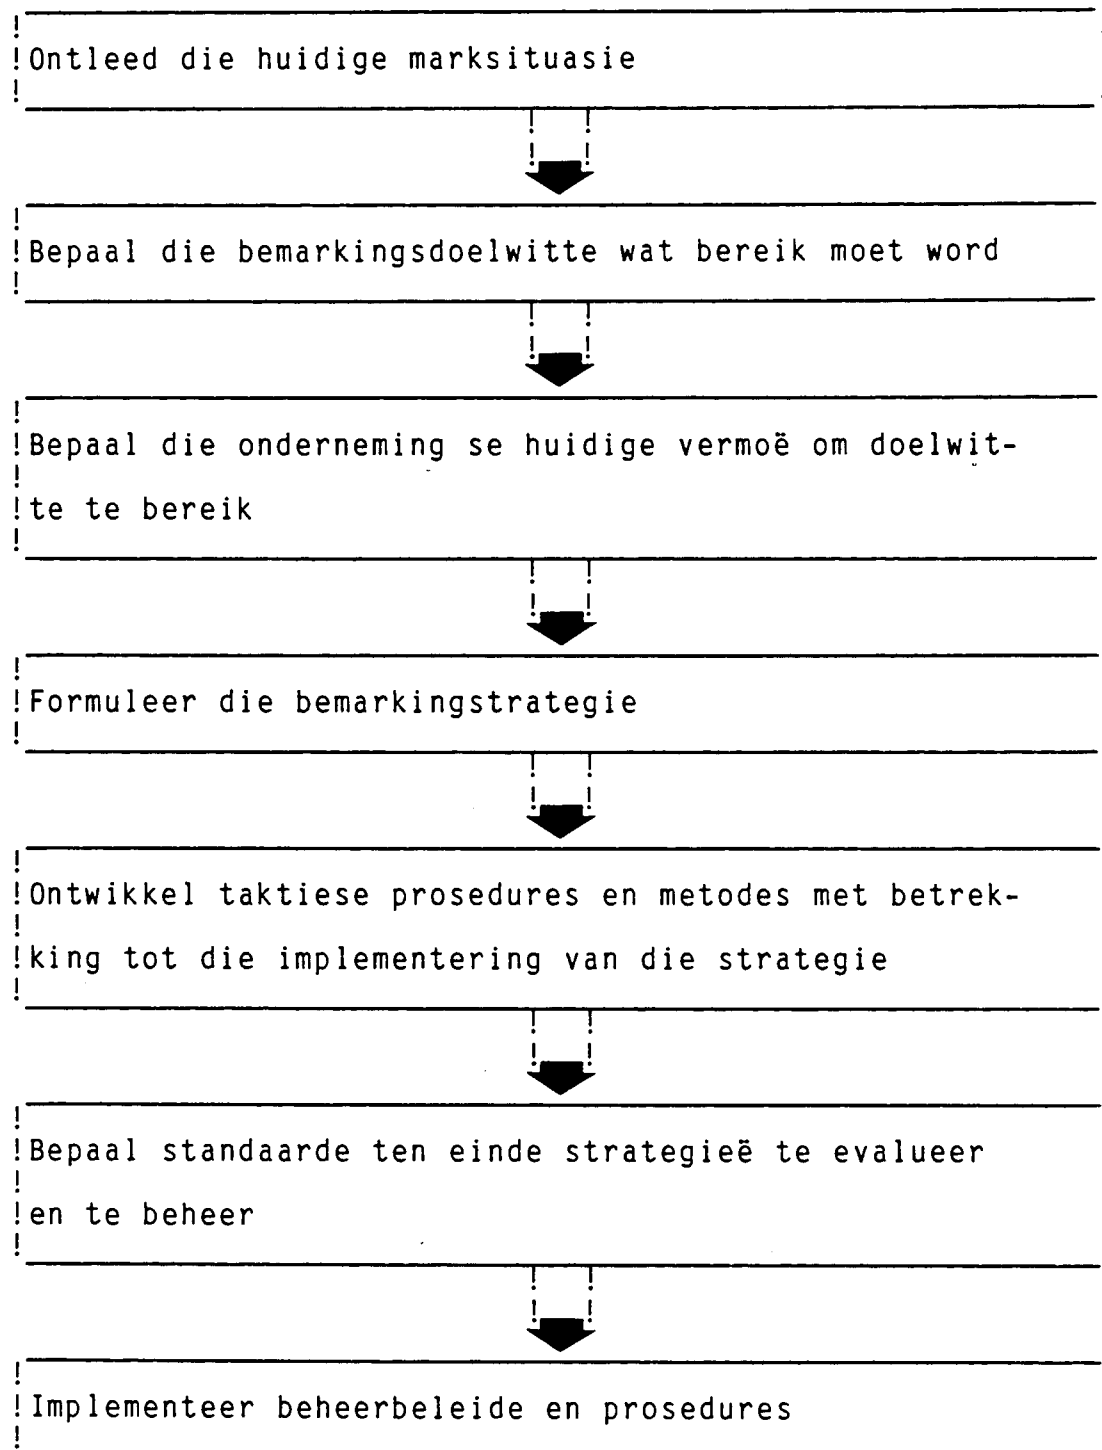 Ontleed die huidige marksituasie
Bepaal die bemarkingsdoelwitte wat bereik moet word
Bepaal die onderneming se huidige vermoë om doelwit-
te te bereik
Formuleer die bemarkingstrategie
Ontwikkel taktiese prosedures en metodes met betrek-
king tot die implementering van die strategie
Bepaal standaarde ten einde strategieë te evalueer
en te beheer
Implementeer beheerbeleide en prosedures